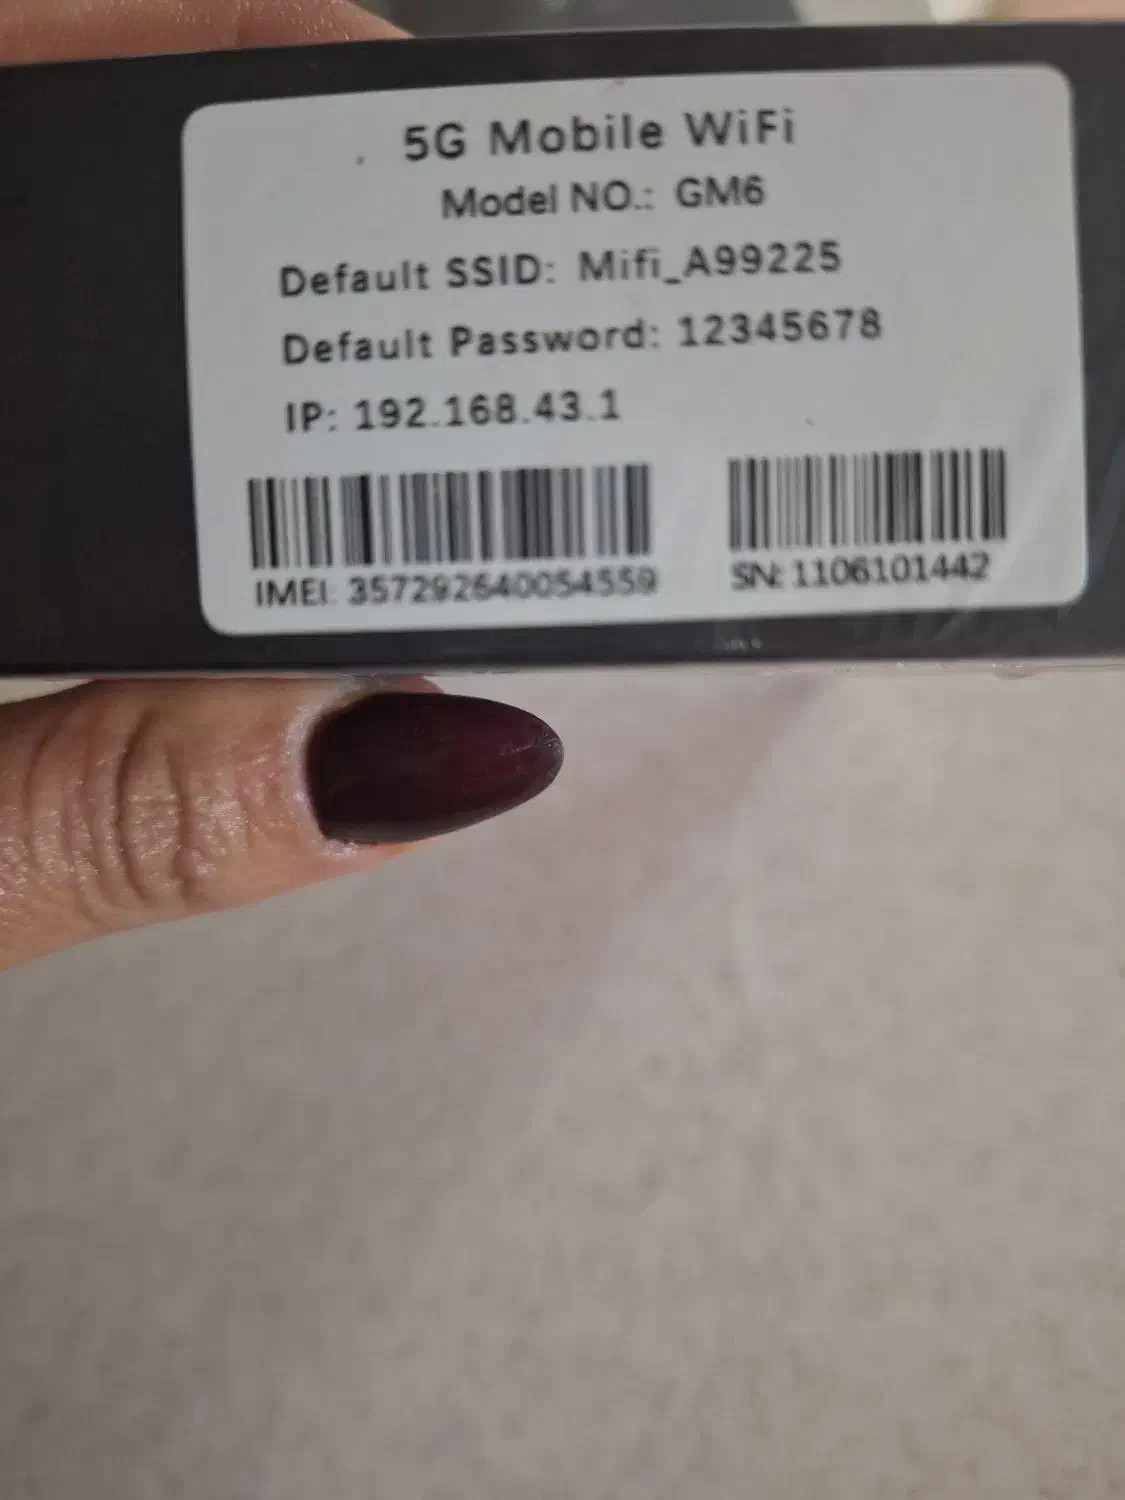 5G Mobile WiFi
Model NO.: GM6
Default SSID: Mifi_A99225
Default Password: 12345678
IP: 192.168.43.1
IMEI: 357292640054559
SN: 1106101442